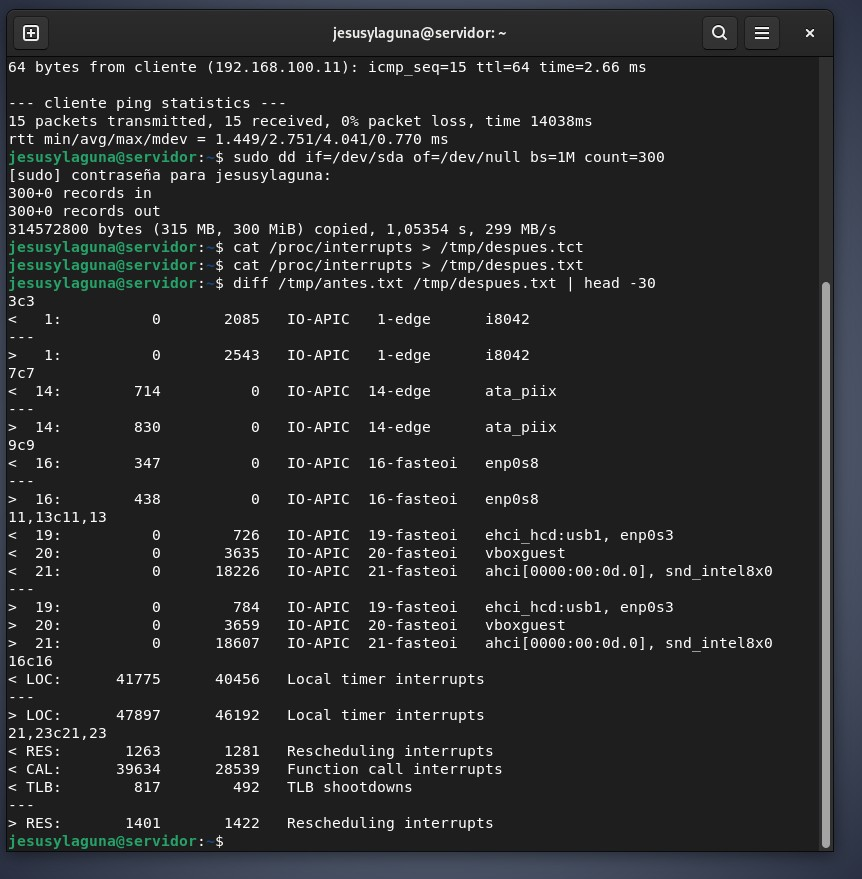 jesusylaguna@servidor: ~
64 bytes from cliente (192.168.100.11): icmp_seq=15 ttl=64 time=2.66 ms
--- cliente ping statistics ---
15 packets transmitted, 15 received, 0% packet loss, time 14038ms
rtt min/avg/max/mdev = 1.449/2.751/4.041/0.770 ms
jesusylaguna@servidor:~$ sudo dd if=/dev/sda of=/dev/null bs=1M count=300
[sudo] contraseña para jesusylaguna:
300+0 records in
300+0 records out
314572800 bytes (315 MB, 300 MiB) copied, 1,05354 s, 299 MB/s
jesusylaguna@servidor:~$ cat /proc/interrupts > /tmp/despues.tct
jesusylaguna@servidor:~$ cat /proc/interrupts > /tmp/despues.txt
jesusylaguna@servidor:~$ diff /tmp/antes.txt /tmp/despues.txt | head -30
3c3
<   1:          0       2085   IO-APIC   1-edge      i8042
---
>   1:          0       2543   IO-APIC   1-edge      i8042
7c7
<  14:        714          0   IO-APIC  14-edge      ata_piix
---
>  14:        830          0   IO-APIC  14-edge      ata_piix
9c9
<  16:        347          0   IO-APIC  16-fasteoi   enp0s8
---
>  16:        438          0   IO-APIC  16-fasteoi   enp0s8
11,13c11,13
<  19:          0        726   IO-APIC  19-fasteoi   ehci_hcd:usb1, enp0s3
<  20:          0       3635   IO-APIC  20-fasteoi   vboxguest
<  21:          0      18226   IO-APIC  21-fasteoi   ahci[0000:00:0d.0], snd_intel8x0
---
>  19:          0        784   IO-APIC  19-fasteoi   ehci_hcd:usb1, enp0s3
>  20:          0       3659   IO-APIC  20-fasteoi   vboxguest
>  21:          0      18607   IO-APIC  21-fasteoi   ahci[0000:00:0d.0], snd_intel8x0
16c16
< LOC:      41775      40456   Local timer interrupts
---
> LOC:      47897      46192   Local timer interrupts
21,23c21,23
< RES:       1263       1281   Rescheduling interrupts
< CAL:      39634      28539   Function call interrupts
< TLB:        817        492   TLB shootdowns
---
> RES:       1401       1422   Rescheduling interrupts
jesusylaguna@servidor:~$